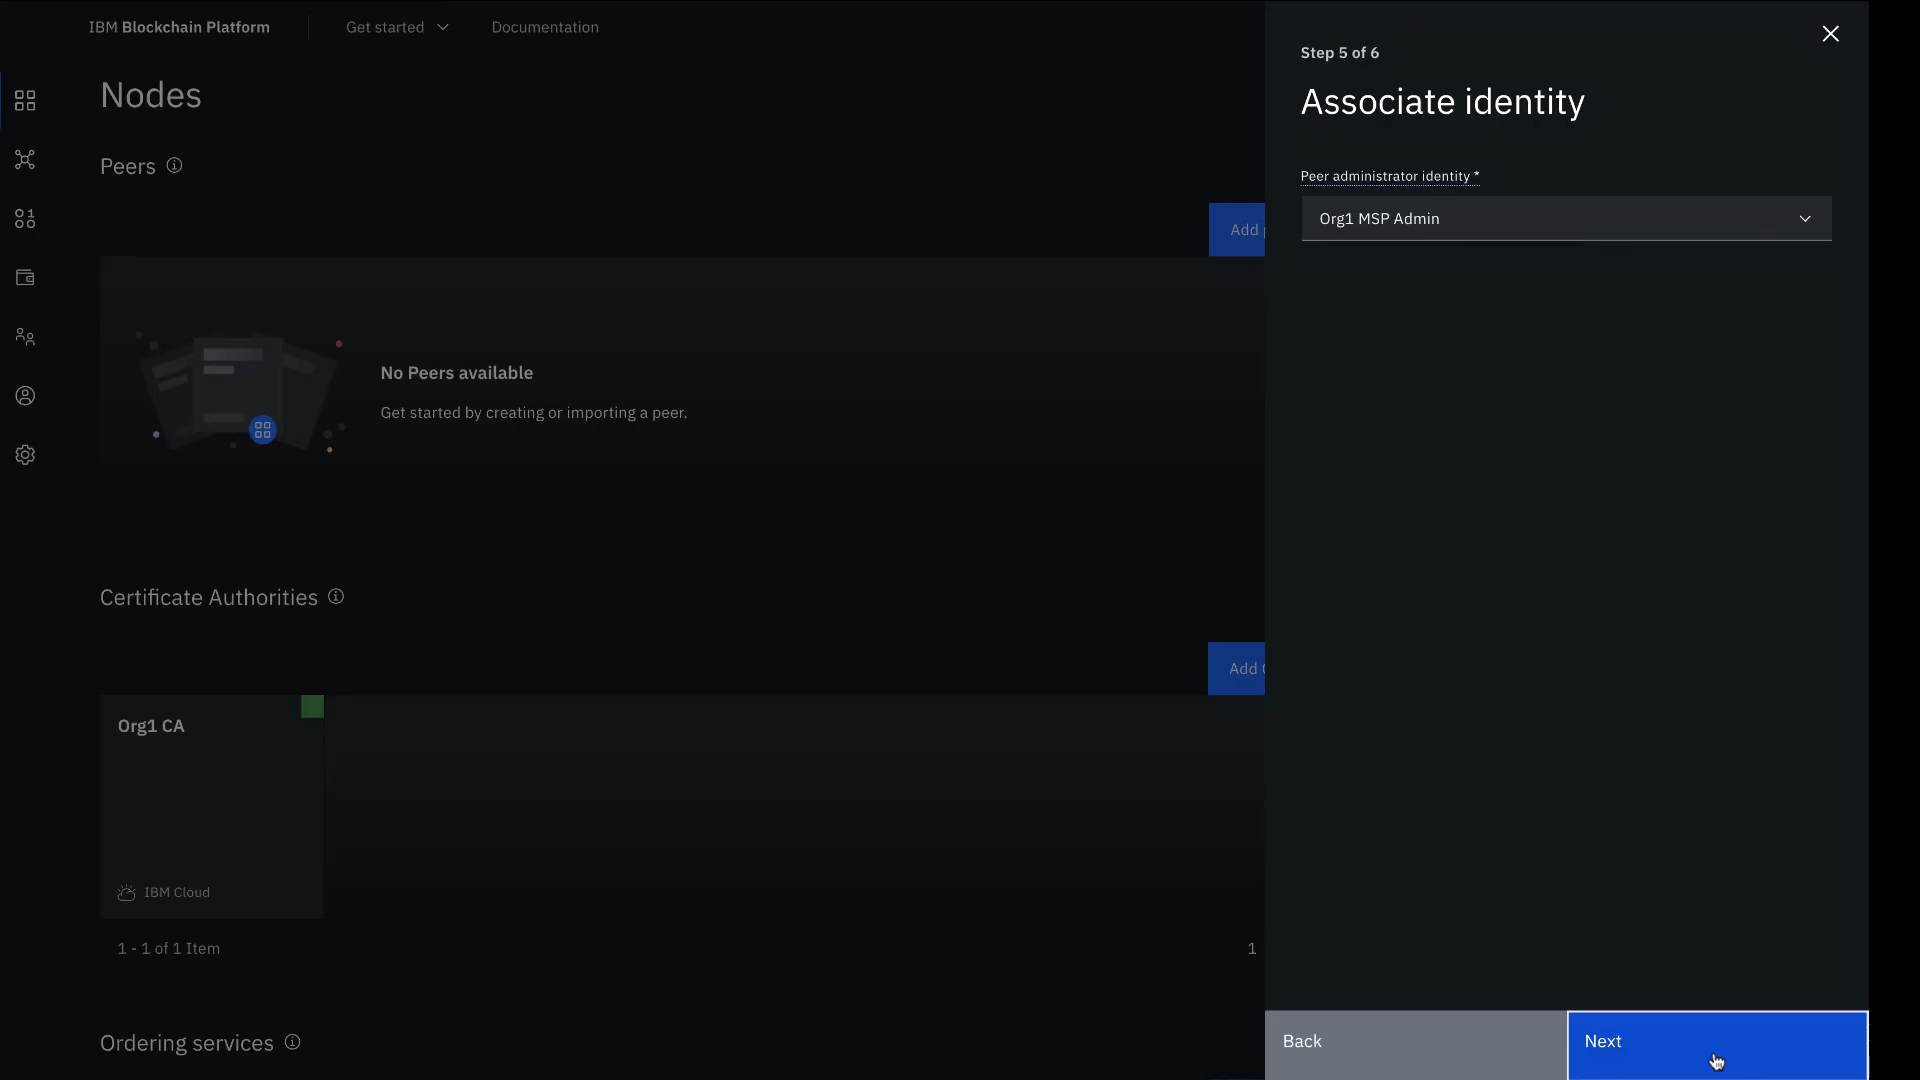 IBM Blockchain Platform
Get started
Documentation
Nodes
Peers
Add
No Peers available
Get started by creating or importing a peer.
Certificate Authorities
Add
Org1 CA
IBM Cloud
1 - 1 of 1 Item
1
Ordering services
Step 5 of 6
Associate identity
Peer administrator identity *
Org1 MSP Admin
Back
Next